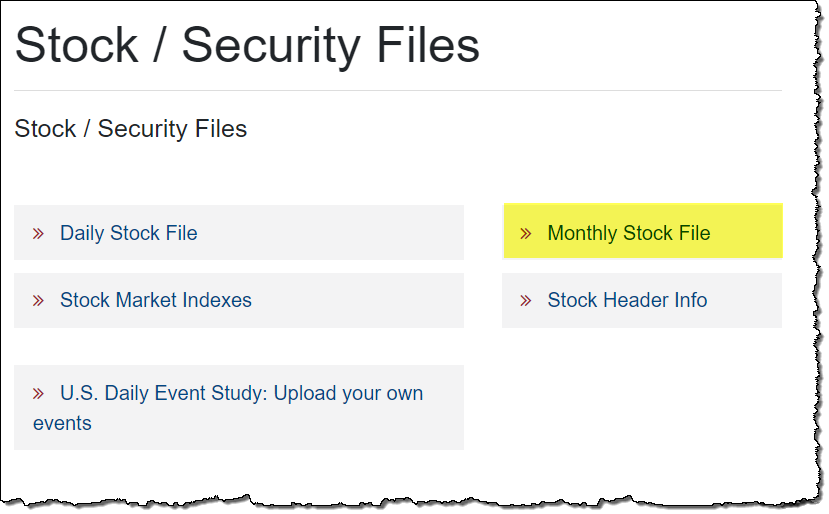 Stock / Security Files
Stock / Security Files
» Daily Stock File
» Monthly Stock File
» Stock Market Indexes
» Stock Header Info
» U.S. Daily Event Study: Upload your own
events